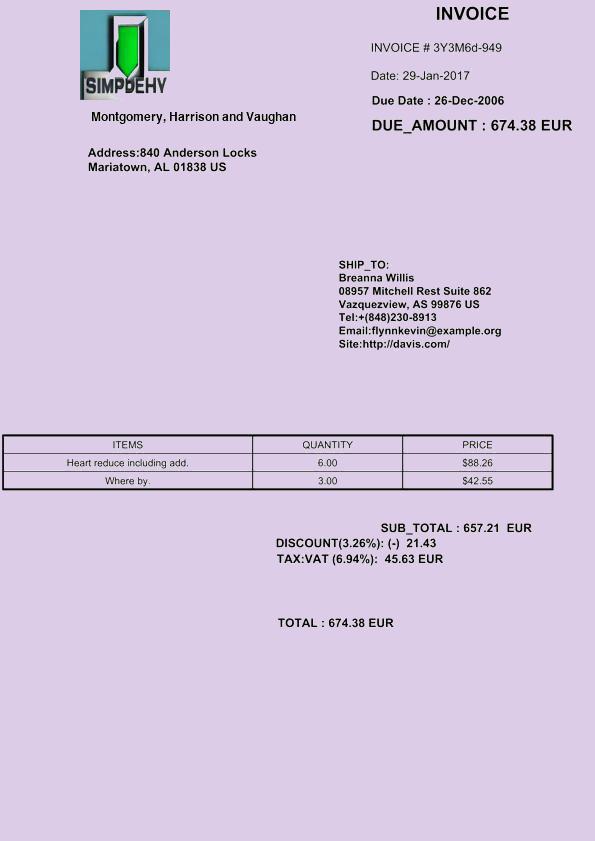 INVOICE
INVOICE # 3Y3M6d-949
Date: 29-Jan-2017
Due Date : 26-Dec-2006
DUE_AMOUNT : 674.38 EUR
SIMPDEHY
Montgomery, Harrison and Vaughan
Address:840 Anderson Locks
Mariatown, AL 01838 US
SHIP_TO:
Breanna Willis
08957 Mitchell Rest Suite 862
Vazquezview, AS 99876 US
Tel:+(848)230-8913
Email:flynnkevin@example.org
Site:http://davis.com/
ITEMS QUANTITY PRICE
Heart reduce including add. 6.00 $88.26
Where by. 3.00 $42.55
SUB_TOTAL : 657.21 EUR
DISCOUNT(3.26%): (-) 21.43
TAX:VAT (6.94%): 45.63 EUR
TOTAL : 674.38 EUR